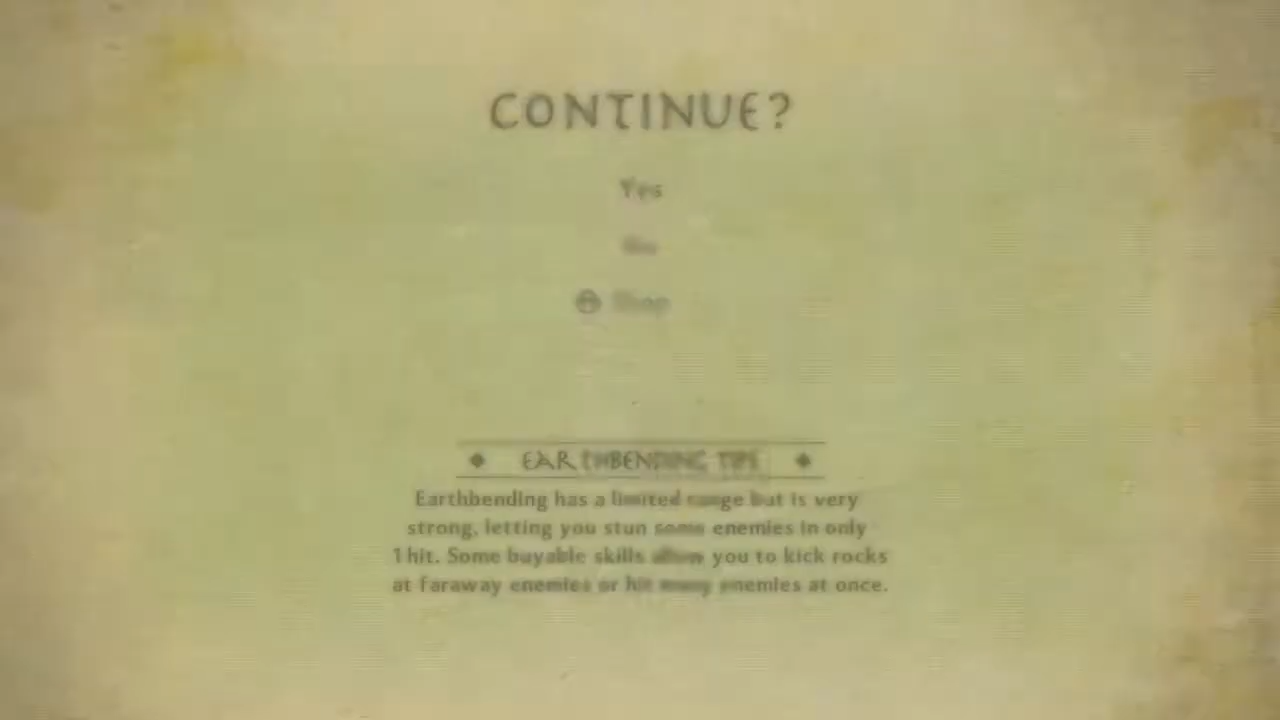 CONTINUE?
Yes
No
Shop
EARTHBENDING TIPS
Earthbending has a limited range but is very
strong, letting you stun some enemies in only
1 hit. Some buyable skills allow you to kick rocks
at faraway enemies or hit many enemies at once.